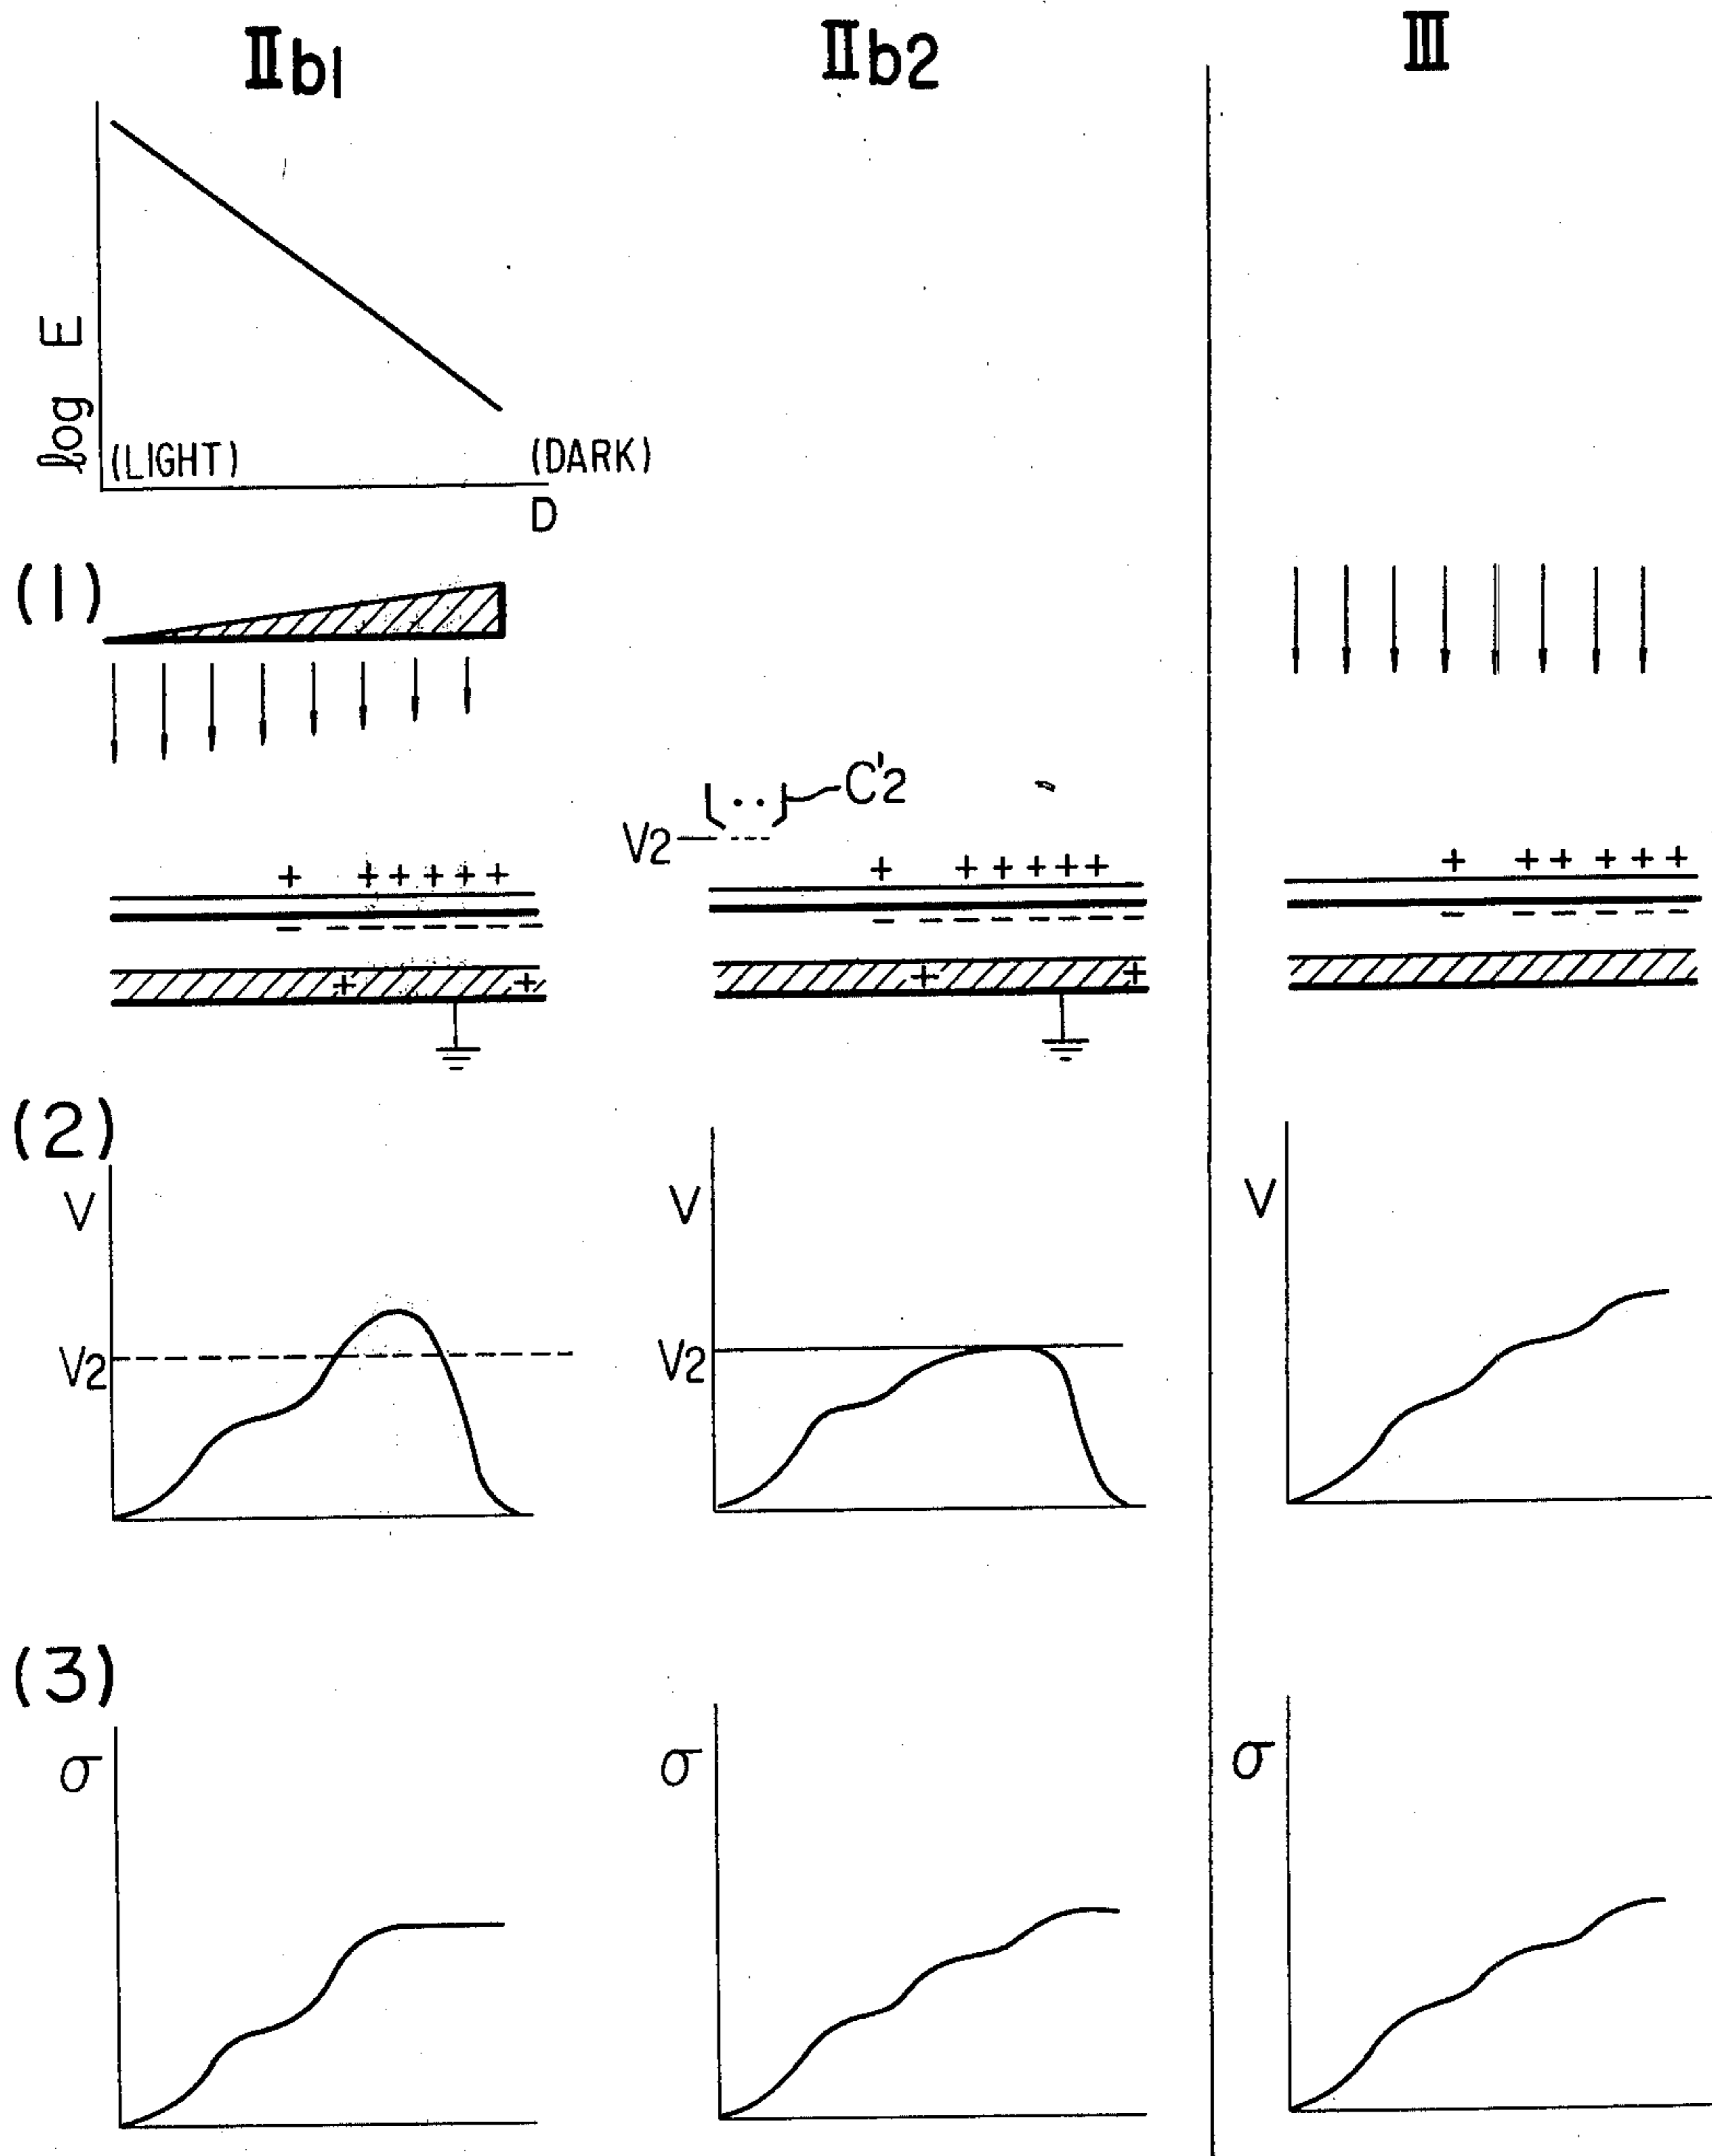 IIb1
IIb2
III
log E
(LIGHT)
(DARK)
D
(1)
C'2
V2
+ + + + + +
+ + + + + +
+ + + + + +
- - - - - - - -
- - - - - - - -
- - - - - -
+ +
+ +
(2)
V
V
V
V2
V2
(3)
σ
σ
σ